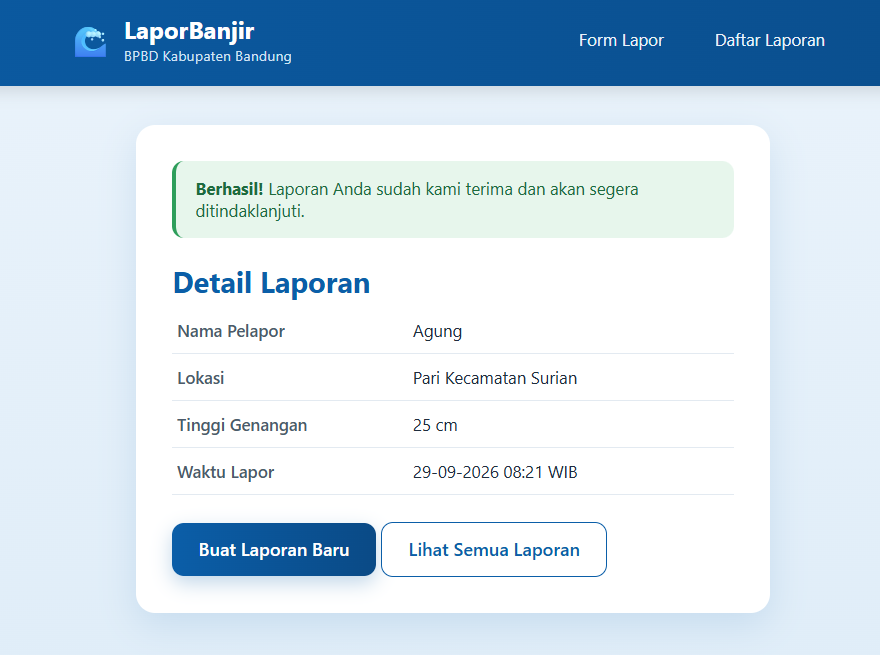 LaporBanjir
BPBD Kabupaten Bandung
Form Lapor
Daftar Laporan
Berhasil! Laporan Anda sudah kami terima dan akan segera
ditindaklanjuti.
Detail Laporan
Nama Pelapor Agung
Lokasi Pari Kecamatan Surian
Tinggi Genangan 25 cm
Waktu Lapor 29-09-2026 08:21 WIB
Buat Laporan Baru Lihat Semua Laporan